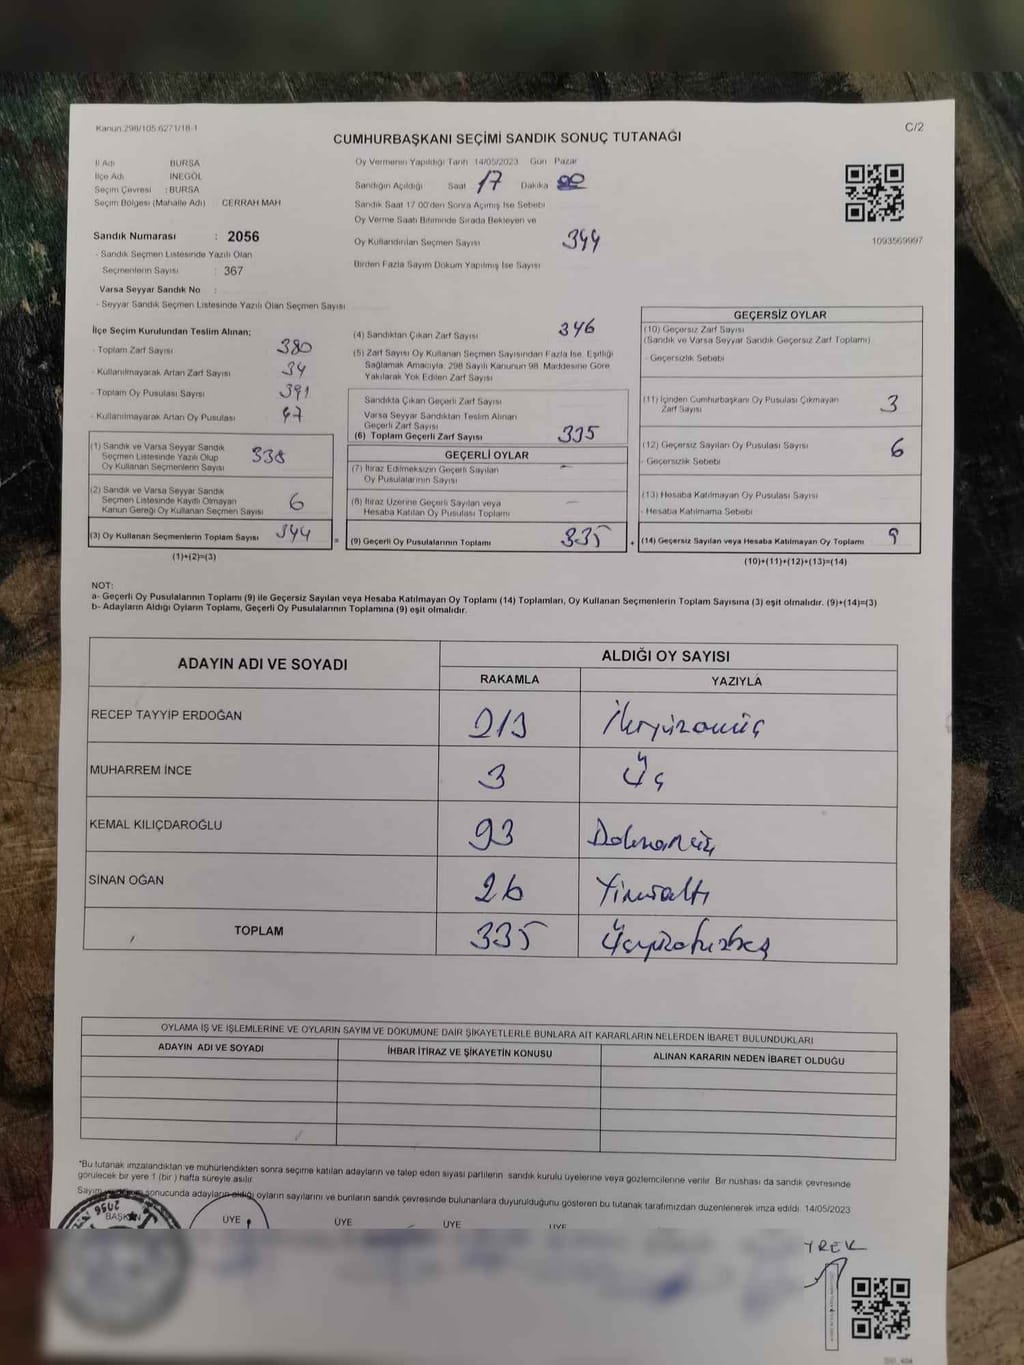 Kanun:298/105.6271/18-1
C/2
CUMHURBAŞKANI SEÇİMİ SANDIK SONUÇ TUTANAĞI
İl Adı BURSA
İlçe Adı INEGÖL
Seçim Çevresi : BURSA
Seçim Bölgesi (Mahalle Adı) CERRAH MAH
Sandık Numarası : 2056
- Sandık Seçmen Listesinde Yazılı Olan
Seçmenlerin Sayısı : 367
Varsa Seyyar Sandık No :
- Seyyar Sandık Seçmen Listesinde Yazılı Olan Seçmen Sayısı
Oy Vermenin Yapıldığı Tarih 14/05/2023 Gün Pazar
Sandığın Açıldığı Saat 17 Dakika
Sandık Saat 17 00'den Sonra Açımış İse Sebebi
Oy Verme Saati Bitiminde Sırada Bekleyen ve
Oy Kullandırılan Seçmen Sayısı 344
Birden Fazla Sayım Döküm Yapılmış İse Sayısı
1093569997
İlçe Seçim Kurulundan Teslim Alınan;
- Toplam Zarf Sayısı 380
- Kullanılmayarak Artan Zarf Sayısı 34
- Toplam Oy Pusulası Sayısı 391
- Kullanılmayarak Artan Oy Pusulası 47
(1) Sandık ve Varsa Seyyar Sandık
Seçmen Listesinde Yazılı Olup
Oy Kullanan Seçmenlerin Sayısı 338
(2) Sandık ve Varsa Seyyar Sandık
Seçmen Listesinde Kayıtlı Olmayan
Kanun Gereği Oy Kullanan Seçmen Sayısı 6
(3) Oy Kullanan Seçmenlerin Toplam Sayısı 344
(1)+(2)=(3)
(4) Sandıktan Çıkan Zarf Sayısı 346
(5) Zarf Sayısı Oy Kullanan Seçmen Sayısından Fazla İse, Eşitliği
Sağlamak Amacıyla, 298 Sayılı Kanunun 98. Maddesine Göre
Yakılarak Yok Edilen Zarf Sayısı
Sandıkta Çıkan Geçerli Zarf Sayısı
Varsa Seyyar Sandıktan Teslim Alınan
Geçerli Zarf Sayısı
(6) Toplam Geçerli Zarf Sayısı 335
GEÇERLİ OYLAR
(7) İtiraz Edilmeksizin Geçerli Sayılan
Oy Pusulasının Sayısı –
(8) İtiraz Üzerine Geçerli Sayılan veya
Hesaba Katılan Oy Pusulası Toplamı –
= (9) Geçerli Oy Pusulalarının Toplamı 335
GEÇERSİZ OYLAR
(10) Geçersiz Zarf Sayısı
(Sandık ve Varsa Seyyar Sandık Geçersiz Zarf Toplamı)
- Geçersizlik Sebebi
(11) İçinden Cumhurbaşkanı Oy Pusulası Çıkmayan
Zarf Sayısı 3
(12) Geçersiz Sayılan Oy Pusulası Sayısı 6
- Geçersizlik Sebebi
(13) Hesaba Katılmayan Oy Pusulası Sayısı
- Hesaba Katılmama Sebebi
+ (14) Geçersiz Sayılan veya Hesaba Katılmayan Oy Toplamı 9
(10)+(11)+(12)+(13)=(14)
NOT:
a- Geçerli Oy Pusulalarının Toplamı (9) ile Geçersiz Sayılan veya Hesaba Katılmayan Oy Toplamı (14) Toplamları, Oy Kullanan Seçmenlerin Toplam Sayısına (3) eşit olmalıdır. (9)+(14)=(3)
b- Adayların Aldığı Oyların Toplamı, Geçerli Oy Pusulalarının Toplamına (9) eşit olmalıdır.
ADAYIN ADI VE SOYADI ALDIĞI OY SAYISI
RAKAMLA YAZIYLA
RECEP TAYYİP ERDOĞAN 213 İkiyüzonüç
MUHARREM İNCE 3 Üç
KEMAL KILIÇDAROĞLU 93 Doksanüç
SİNAN OĞAN 26 Yirmialtı
TOPLAM 335 Üçyüzotuzbeş
OYLAMA İŞ VE İŞLEMLERİNE VE OYLARIN SAYIM VE DÖKÜMÜNE DAİR ŞİKAYETLERLE BUNLARA AİT KARARLARIN NELERDEN İBARET BULUNDUKLARI
ADAYIN ADI VE SOYADI İHBAR İTİRAZ VE ŞİKAYETİN KONUSU ALINAN KARARIN NEDEN İBARET OLDUĞU
*Bu tutanak imzalandıktan ve mühürlendikten sonra seçime katılan adayların ve talep eden siyasi partilerin sandık kurulu üyelerine veya gözlemcilerine verilir. Bir nüshası da sandık çevresinde
görülecek bir yere 1 (bir ) hafta süreyle asılır.
sonucunda adayların aldığı oyların sayılarını ve bunların sandık çevresinde bulunanlara duyurulduğunu gösteren bu tutanak tarafımızdan düzenlenerek imza edildi. 14/05/2023
2056
BAŞKAN ÜYE ÜYE ÜYE ÜYE